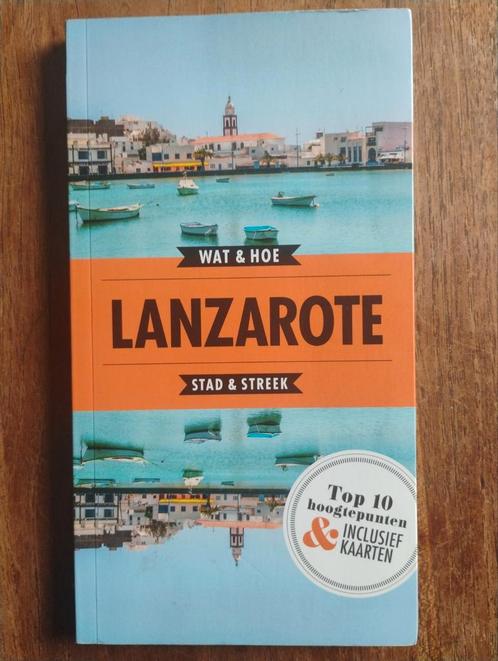 WAT & HOE
LANZAROTE
STAD & STREEK
Top 10
hoogtepunten
& INCLUSIEF
KAARTEN